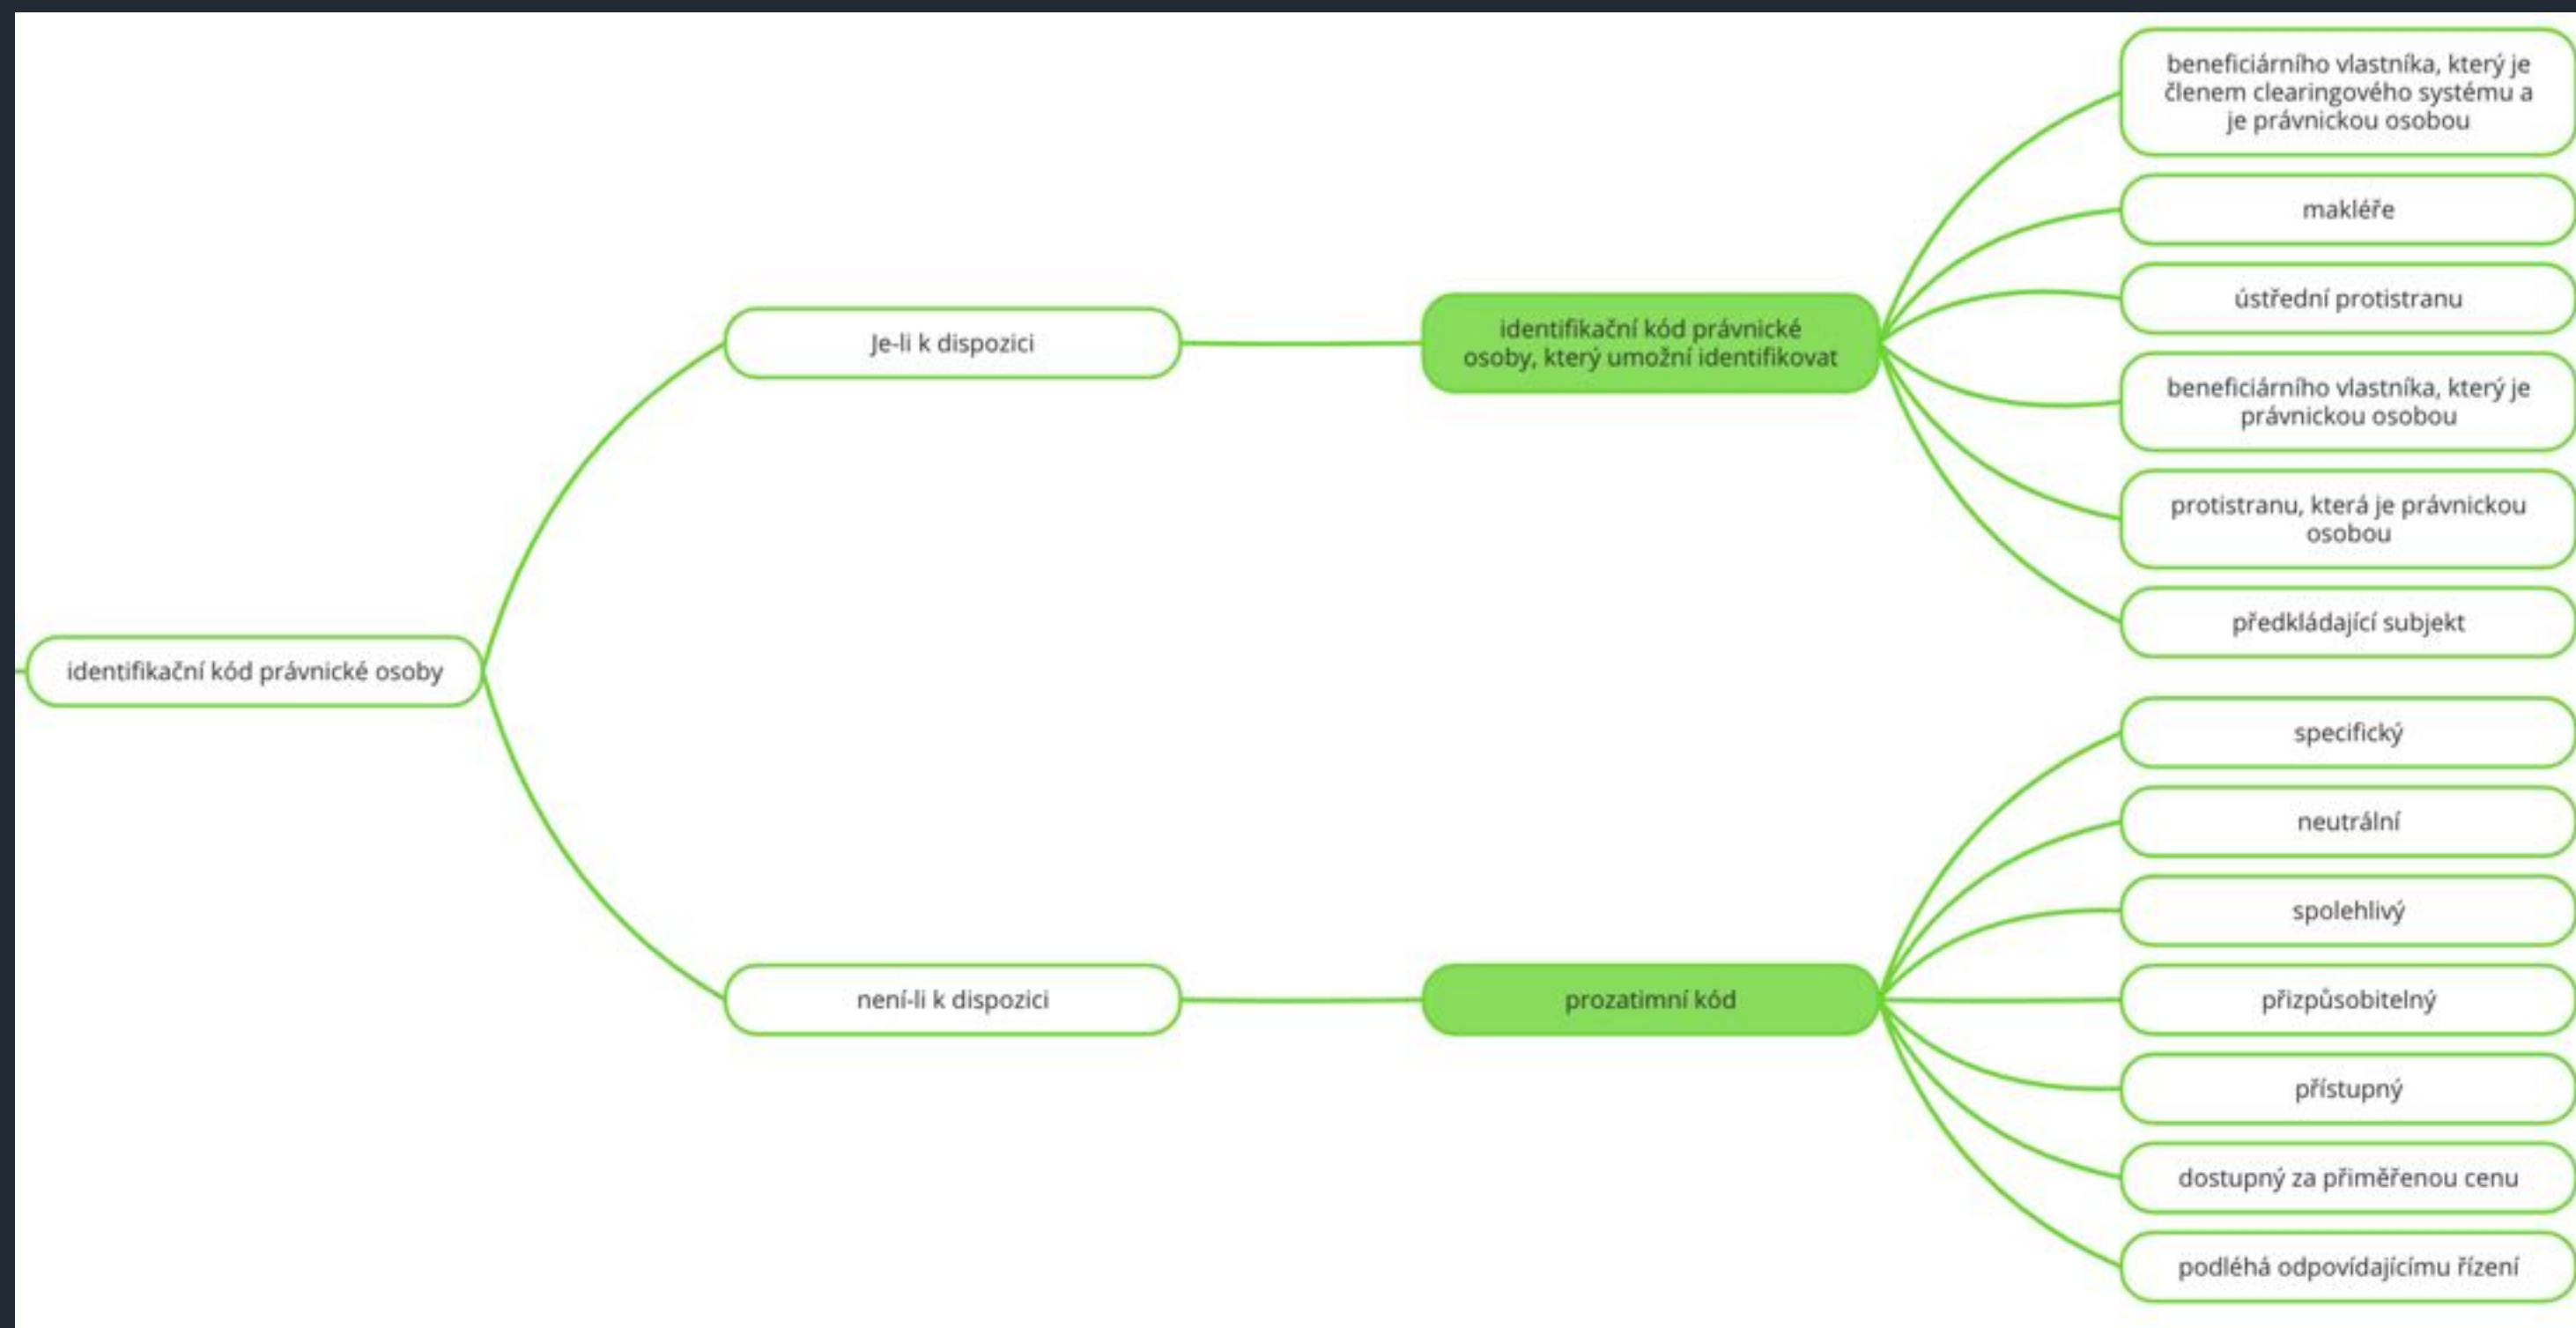 identifikační kód právnické osoby
Je-li k dispozici
identifikační kód právnické
osoby, který umožní identifikovat
beneficiárního vlastníka, který je
členem clearingového systému a
je právnickou osobou
makléře
ústřední protistranu
beneficiárního vlastníka, který je
právnickou osobou
protistranu, která je právnickou
osobou
předkládající subjekt
není-li k dispozici
prozatimní kód
specifický
neutrální
spolehlivý
přizpůsobitelný
přístupný
dostupný za přiměřenou cenu
podléhá odpovídajícímu řízení